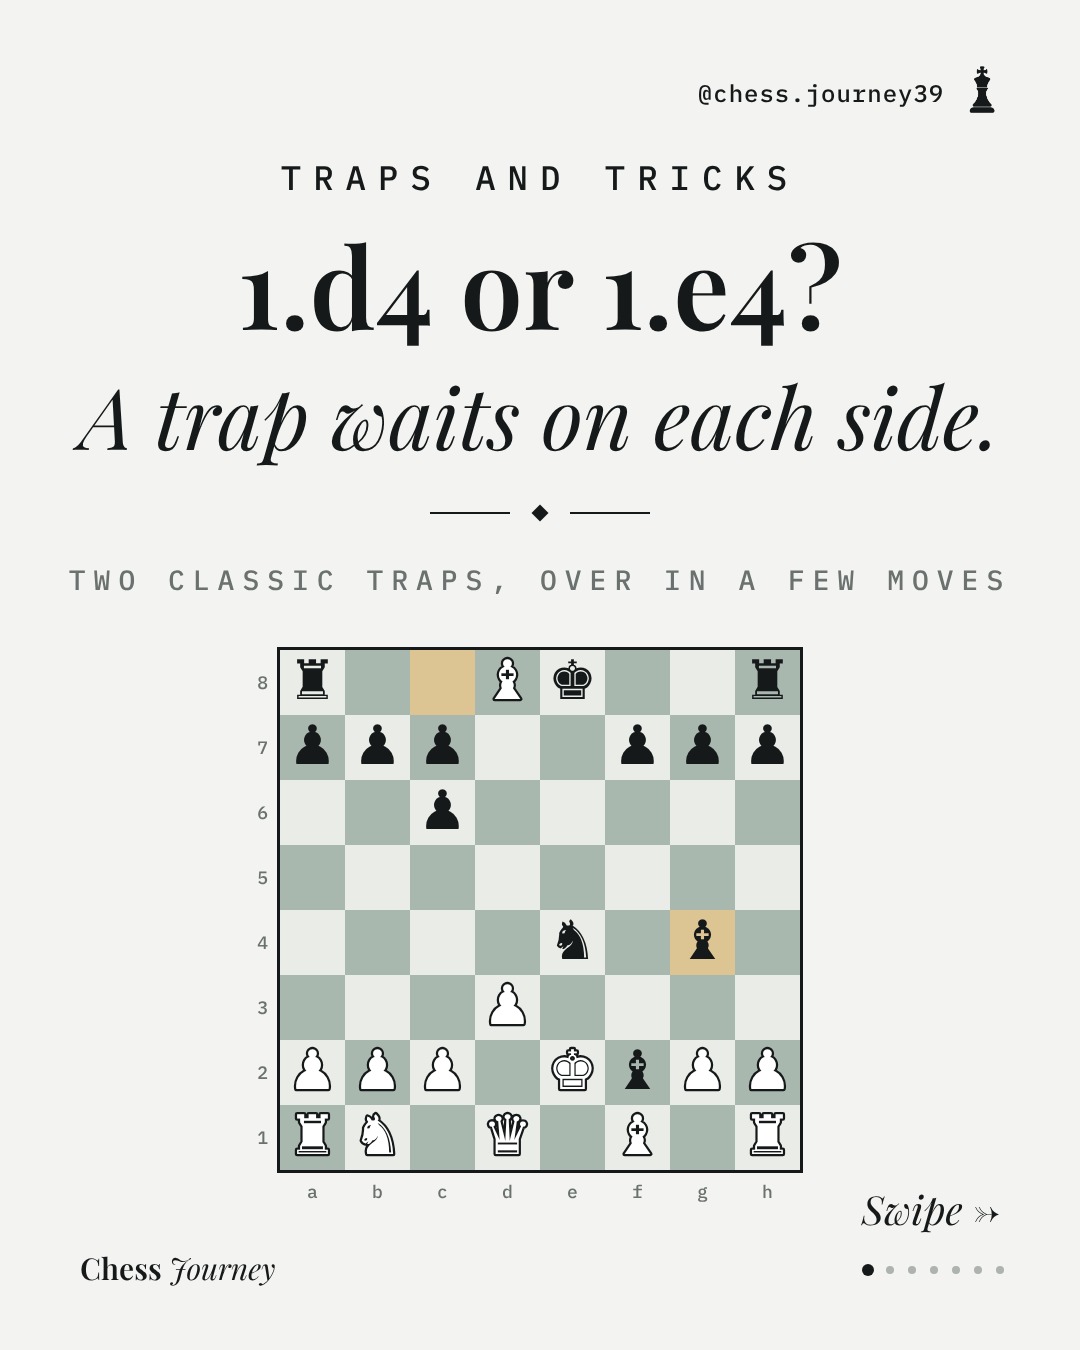 @chess.journey39
TRAPS AND TRICKS
1.d4 or 1.e4?
A trap waits on each side.
TWO CLASSIC TRAPS, OVER IN A FEW MOVES
8
7
6
5
4
3
2
1
a b c d e f g h
Swipe
Chess Journey